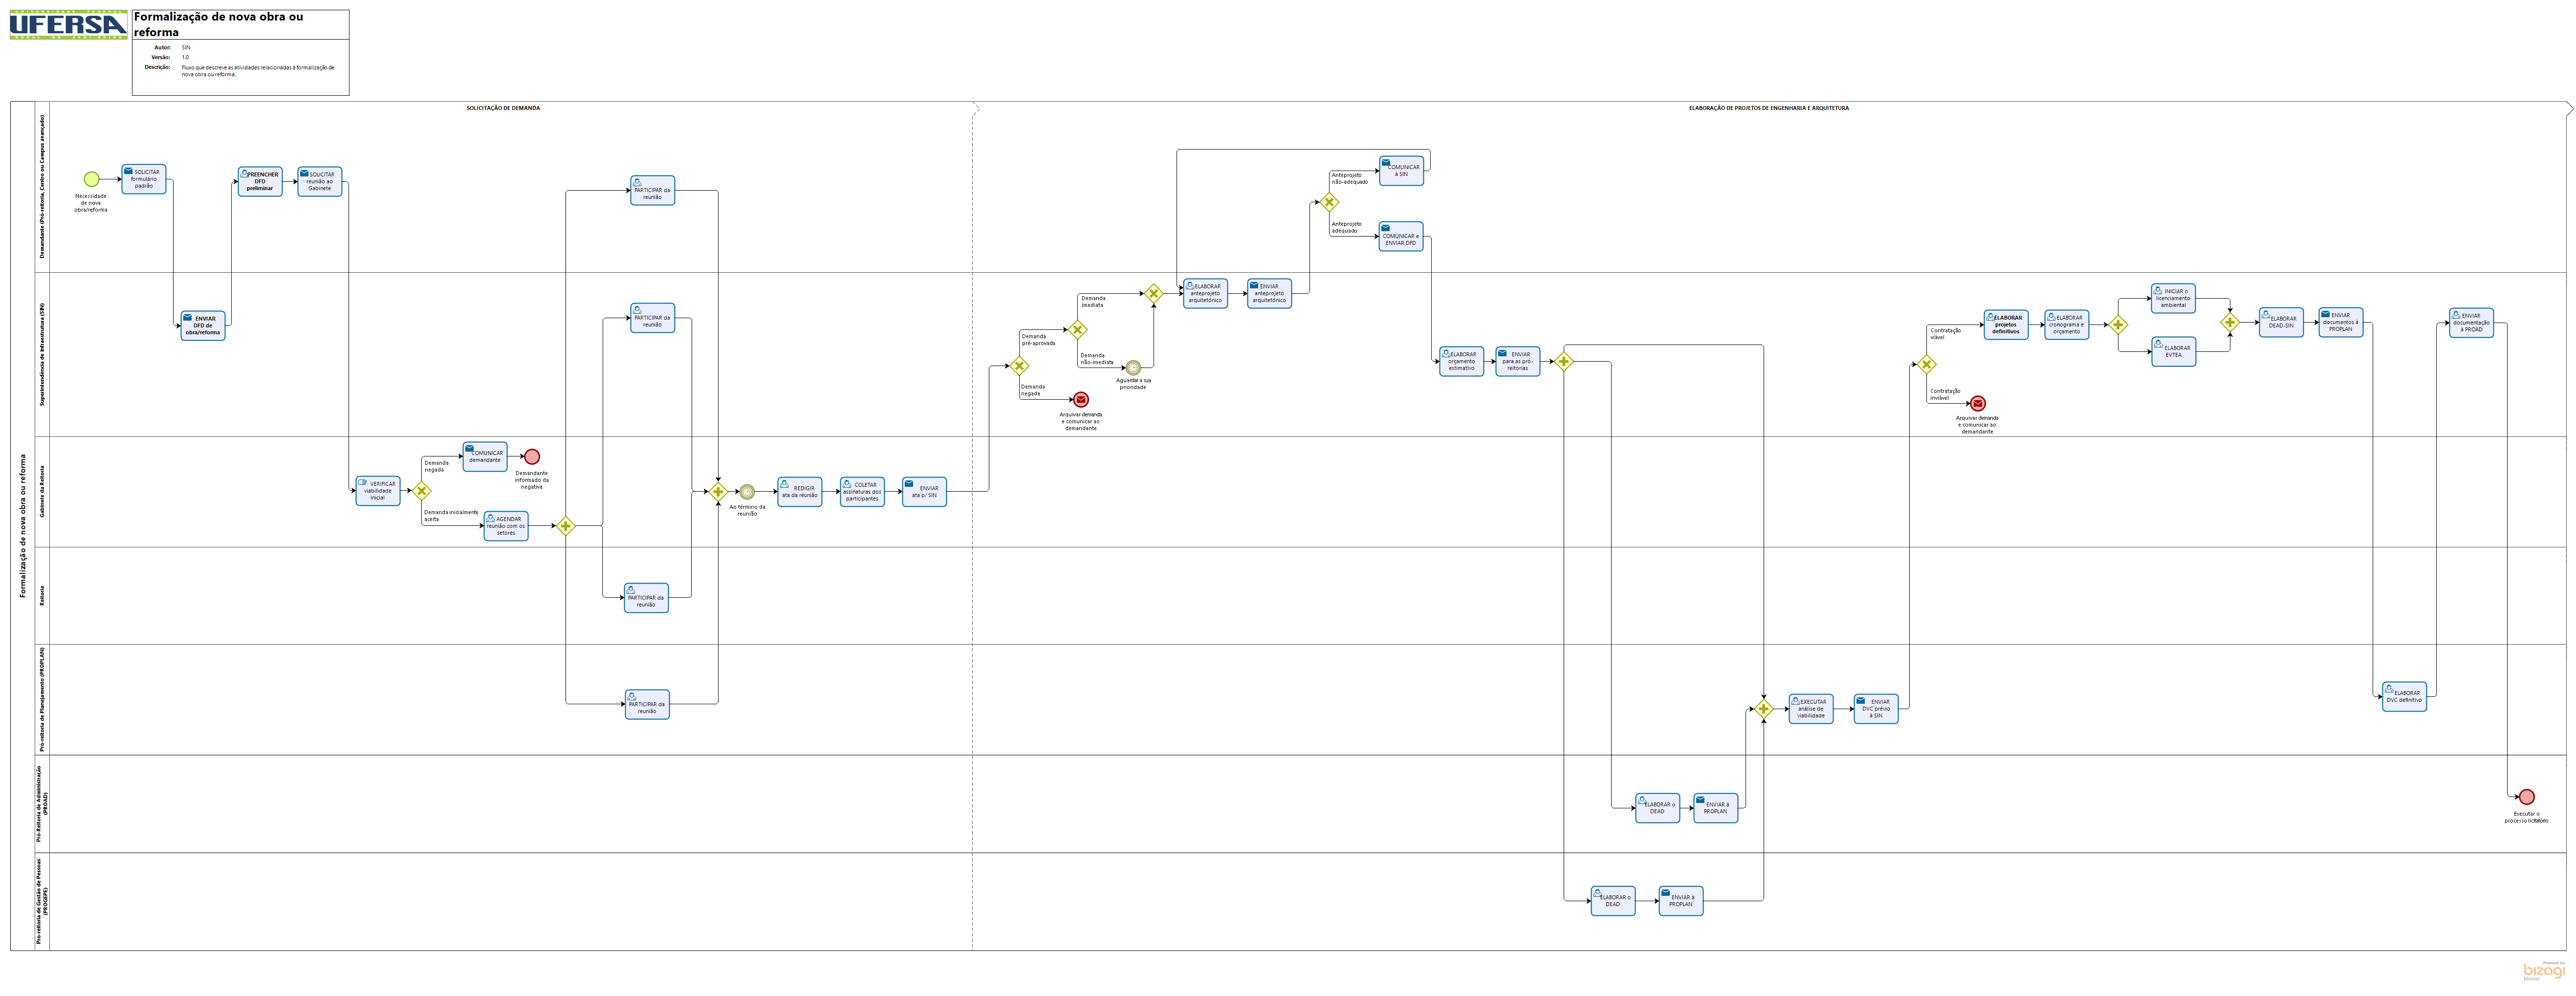 UFERSA
Formalização de nova obra ou
reforma
Autor: SIN
Versão: 1.0
Descrição: Fluxo que descreve as atividades relacionadas à formalização de
nova obra ou reforma.
Formalização de nova obra ou reforma
SOLICITAÇÃO DE DEMANDA
ELABORAÇÃO DE PROJETOS DE ENGENHARIA E ARQUITETURA
Demandante (Pró-reitoria, Centro ou Campus avançado)
Necessidade
de nova
obra/reforma
SOLICITAR
formulário
padrão
PREENCHER
DFD
preliminar
SOLICITAR
reunião ao
Gabinete
PARTICIPAR da
reunião
Anteprojeto
não-adequado
COMUNICAR
à SIN
Anteprojeto
adequado
COMUNICAR e
ENVIAR DFD
Superintendência de Infraestrutura (SIN)
ENVIAR
DFD de
obra/reforma
PARTICIPAR da
reunião
Demanda
pré-aprovada
Demanda
negada
Arquivar demanda
e comunicar ao
demandante
Demanda
imediata
Demanda
não-imediata
Aguardar a sua
prioridade
ELABORAR
anteprojeto
arquitetônico
ENVIAR
anteprojeto
arquitetônico
ELABORAR
orçamento
estimativo
ENVIAR
para as pró-
reitorias
Contratação
viável
Contratação
inviável
Arquivar demanda
e comunicar ao
demandante
ELABORAR
projetos
definitivos
ELABORAR
cronograma e
orçamento
INICIAR o
licenciamento
ambiental
ELABORAR
EVTEA
ELABORAR
DEAD-SIN
ENVIAR
documentos à
PROPLAN
ENVIAR
documentação
à PROAD
Gabinete da Reitoria
VERIFICAR
viabilidade
inicial
Demanda
negada
COMUNICAR
demandante
Demandante
informado da
negativa
Demanda inicialmente
aceita
AGENDAR
reunião com os
setores
Ao término da
reunião
REDIGIR
ata da reunião
COLETAR
assinaturas dos
participantes
ENVIAR
ata p/ SIN
Reitoria
PARTICIPAR da
reunião
Pró-reitoria de Planejamento (PROPLAN)
PARTICIPAR da
reunião
EXECUTAR
análise de
viabilidade
ENVIAR
DVC prévio
à SIN
ELABORAR
DVC definitivo
Pró-Reitoria de Administração
(PROAD)
ELABORAR o
DEAD
ENVIAR à
PROPLAN
Executar o
processo licitatório
Pro-reitoria de Gestão de Pessoas
(PROGEPE)
ELABORAR o
DEAD
ENVIAR à
PROPLAN
Powered by
bizagi
Modeler